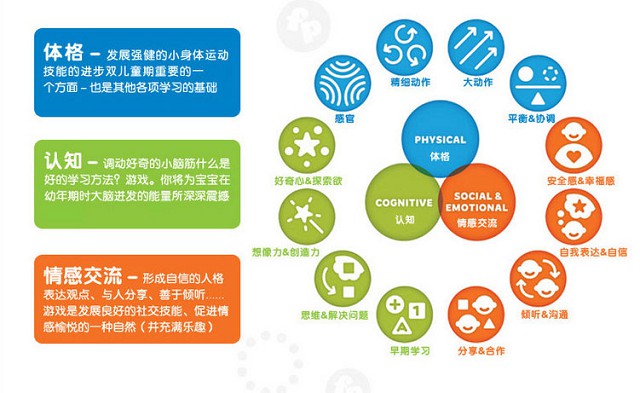 体格 – 发展强健的小身体运动
技能的进步双儿童期重要的一
个方面 – 也是其他各项学习的基础
认知 – 调动好奇的小脑筋什么是
好的学习方法？游戏。你将为宝宝在
幼年期时大脑迸发的能量所深深震撼
情感交流 – 形成自信的人格
表达观点、与人分享、善于倾听......
游戏是发展良好的社交技能、促进情
感愉悦的一种自然（并充满乐趣）
精细动作
大动作
感官
平衡&协调
PHYSICAL
体格
好奇心&探索欲
安全感&幸福感
COGNITIVE
认知
SOCIAL &
EMOTIONAL
情感交流
想像力&创造力
自我表达&自信
思维&解决问题
倾听&沟通
1
早期学习
分享&合作